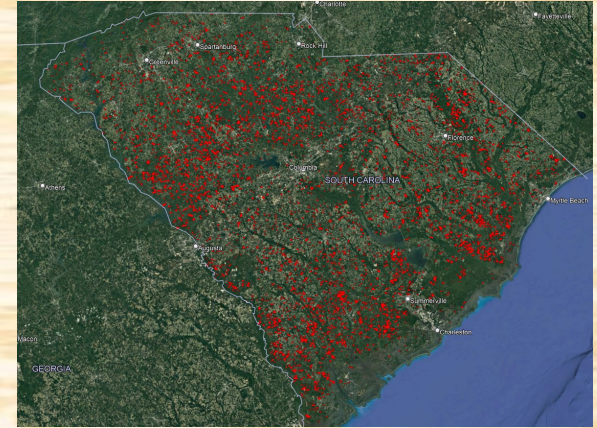 Charlotte
Fayetteville
Spartanburg
Rock Hill
Greenville
Florence
Columbia
SOUTH CAROLINA
Athens
Myrtle Beach
Augusta
Summerville
Charleston
Macon
GEORGIA